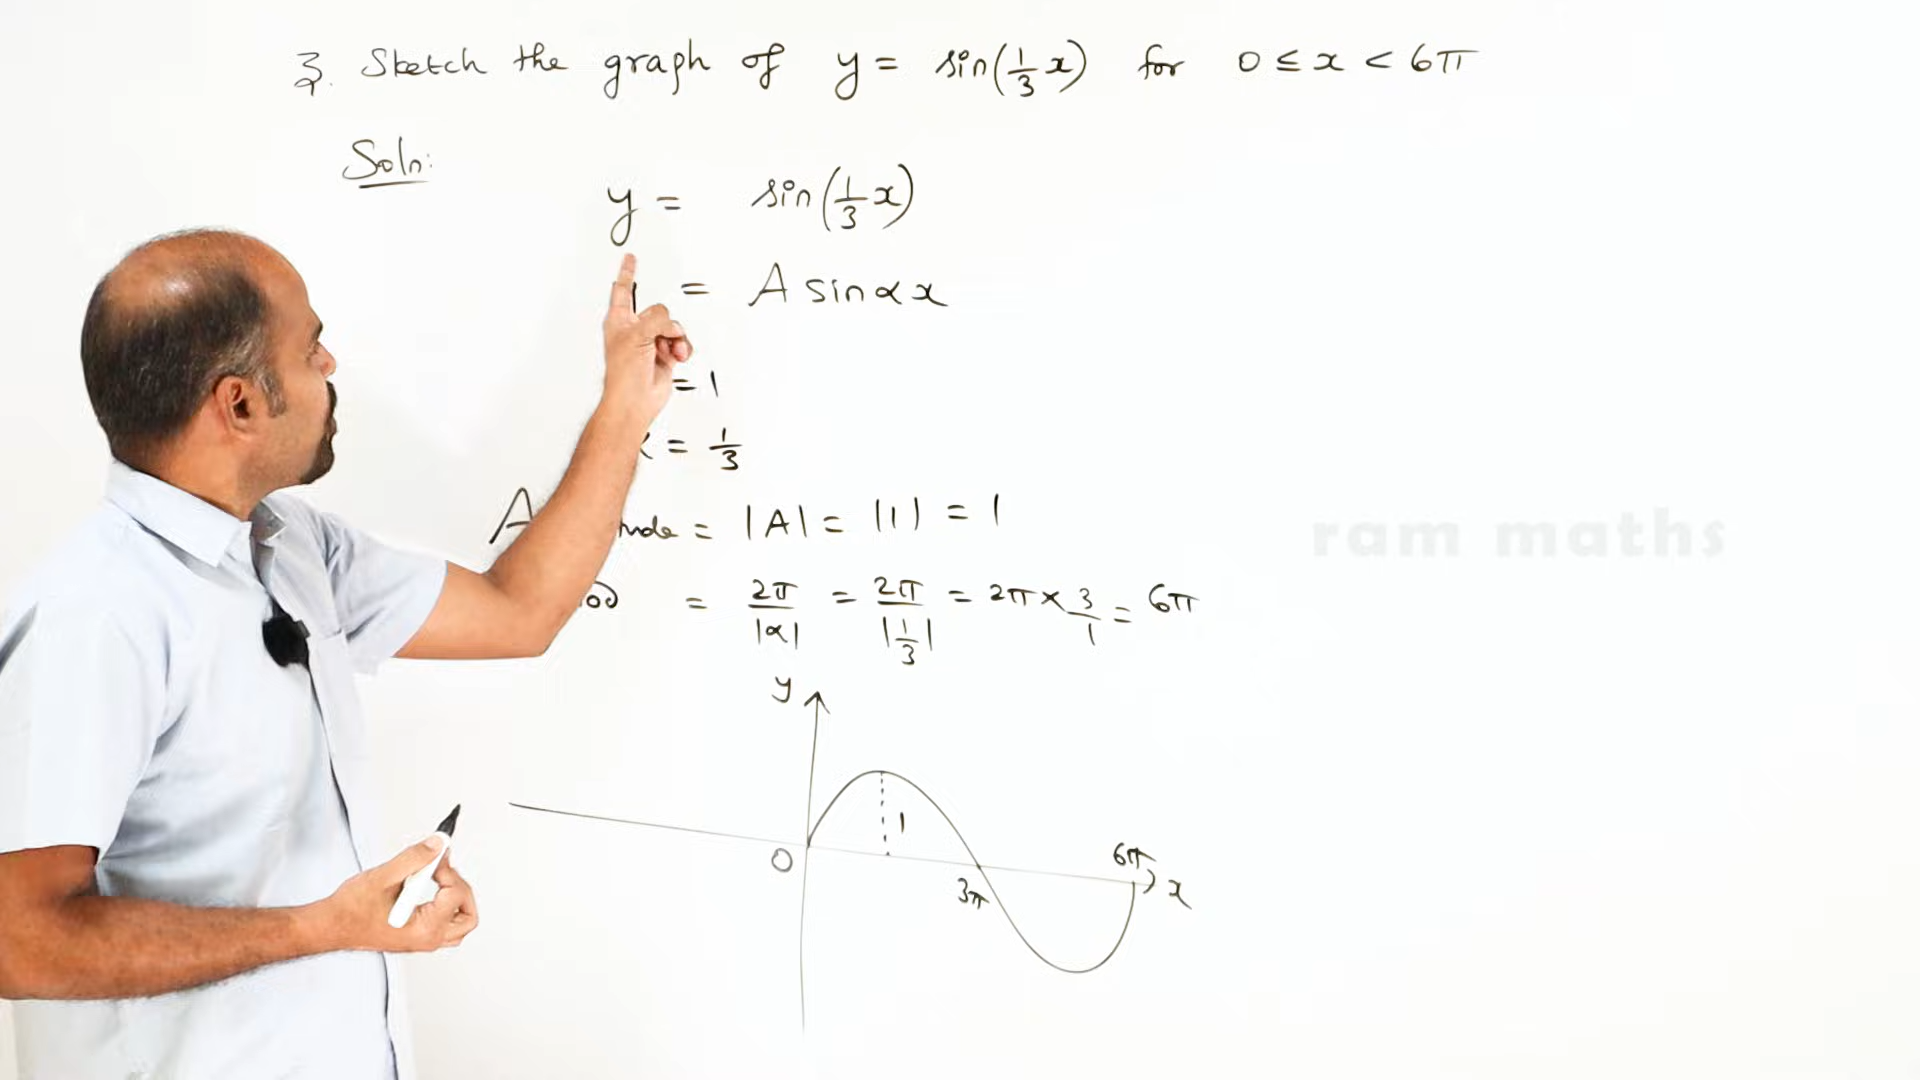 3. Sketch the graph of y = sin(1/3 x) for 0 ≤ x < 6π
Soln:
y = sin(1/3 x)
= A sin αx
= 1
= 1/3
= |A| = |1| = 1
= 2π/|α| = 2π/|1/3| = 2π × 3/1 = 6π
ram maths
y
1
0
6π
3π
x